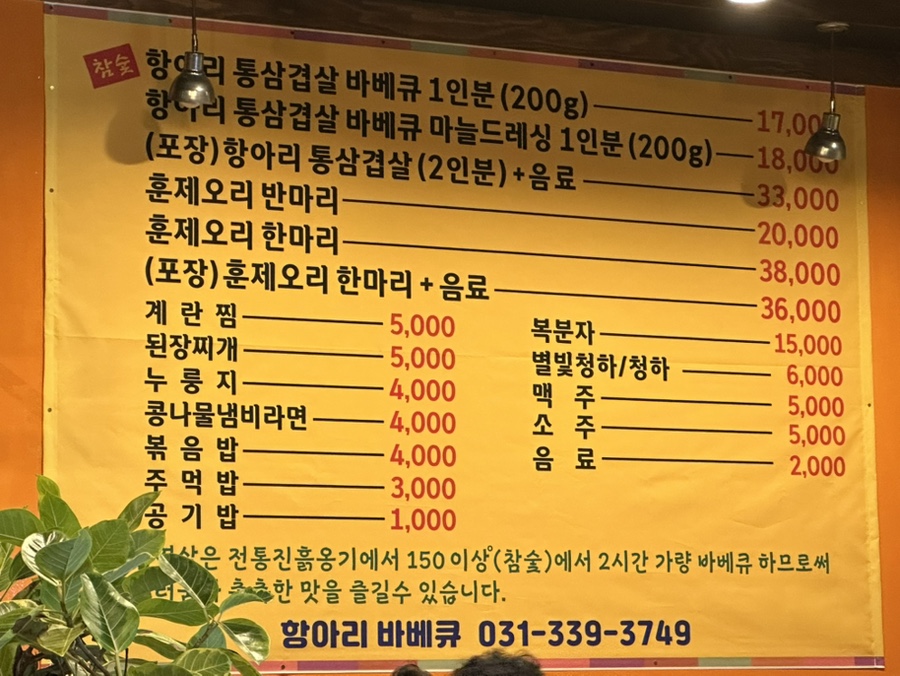 참숯 항아리 통삼겹살 바베큐 1인분 (200g) 17,000
항아리 통삼겹살 바베큐 마늘드레싱 1인분 (200g) 18,000
(포장) 항아리 통삼겹살 (2인분) + 음료 33,000
훈제오리 반마리 20,000
훈제오리 한마리 38,000
(포장) 훈제오리 한마리 + 음료 36,000
계란찜 5,000
된장찌개 5,000
누룽지 4,000
콩나물냄비라면 4,000
볶음밥 4,000
주먹밥 3,000
공기밥 1,000
복분자 15,000
별빛청하/청하 6,000
맥주 5,000
소주 5,000
음료 2,000
전통진흙옹기에서 150 이상°(참숯)에서 2시간 가량 바베큐 하므로써
맛을 즐길수 있습니다.
항아리 바베큐 031-339-3749